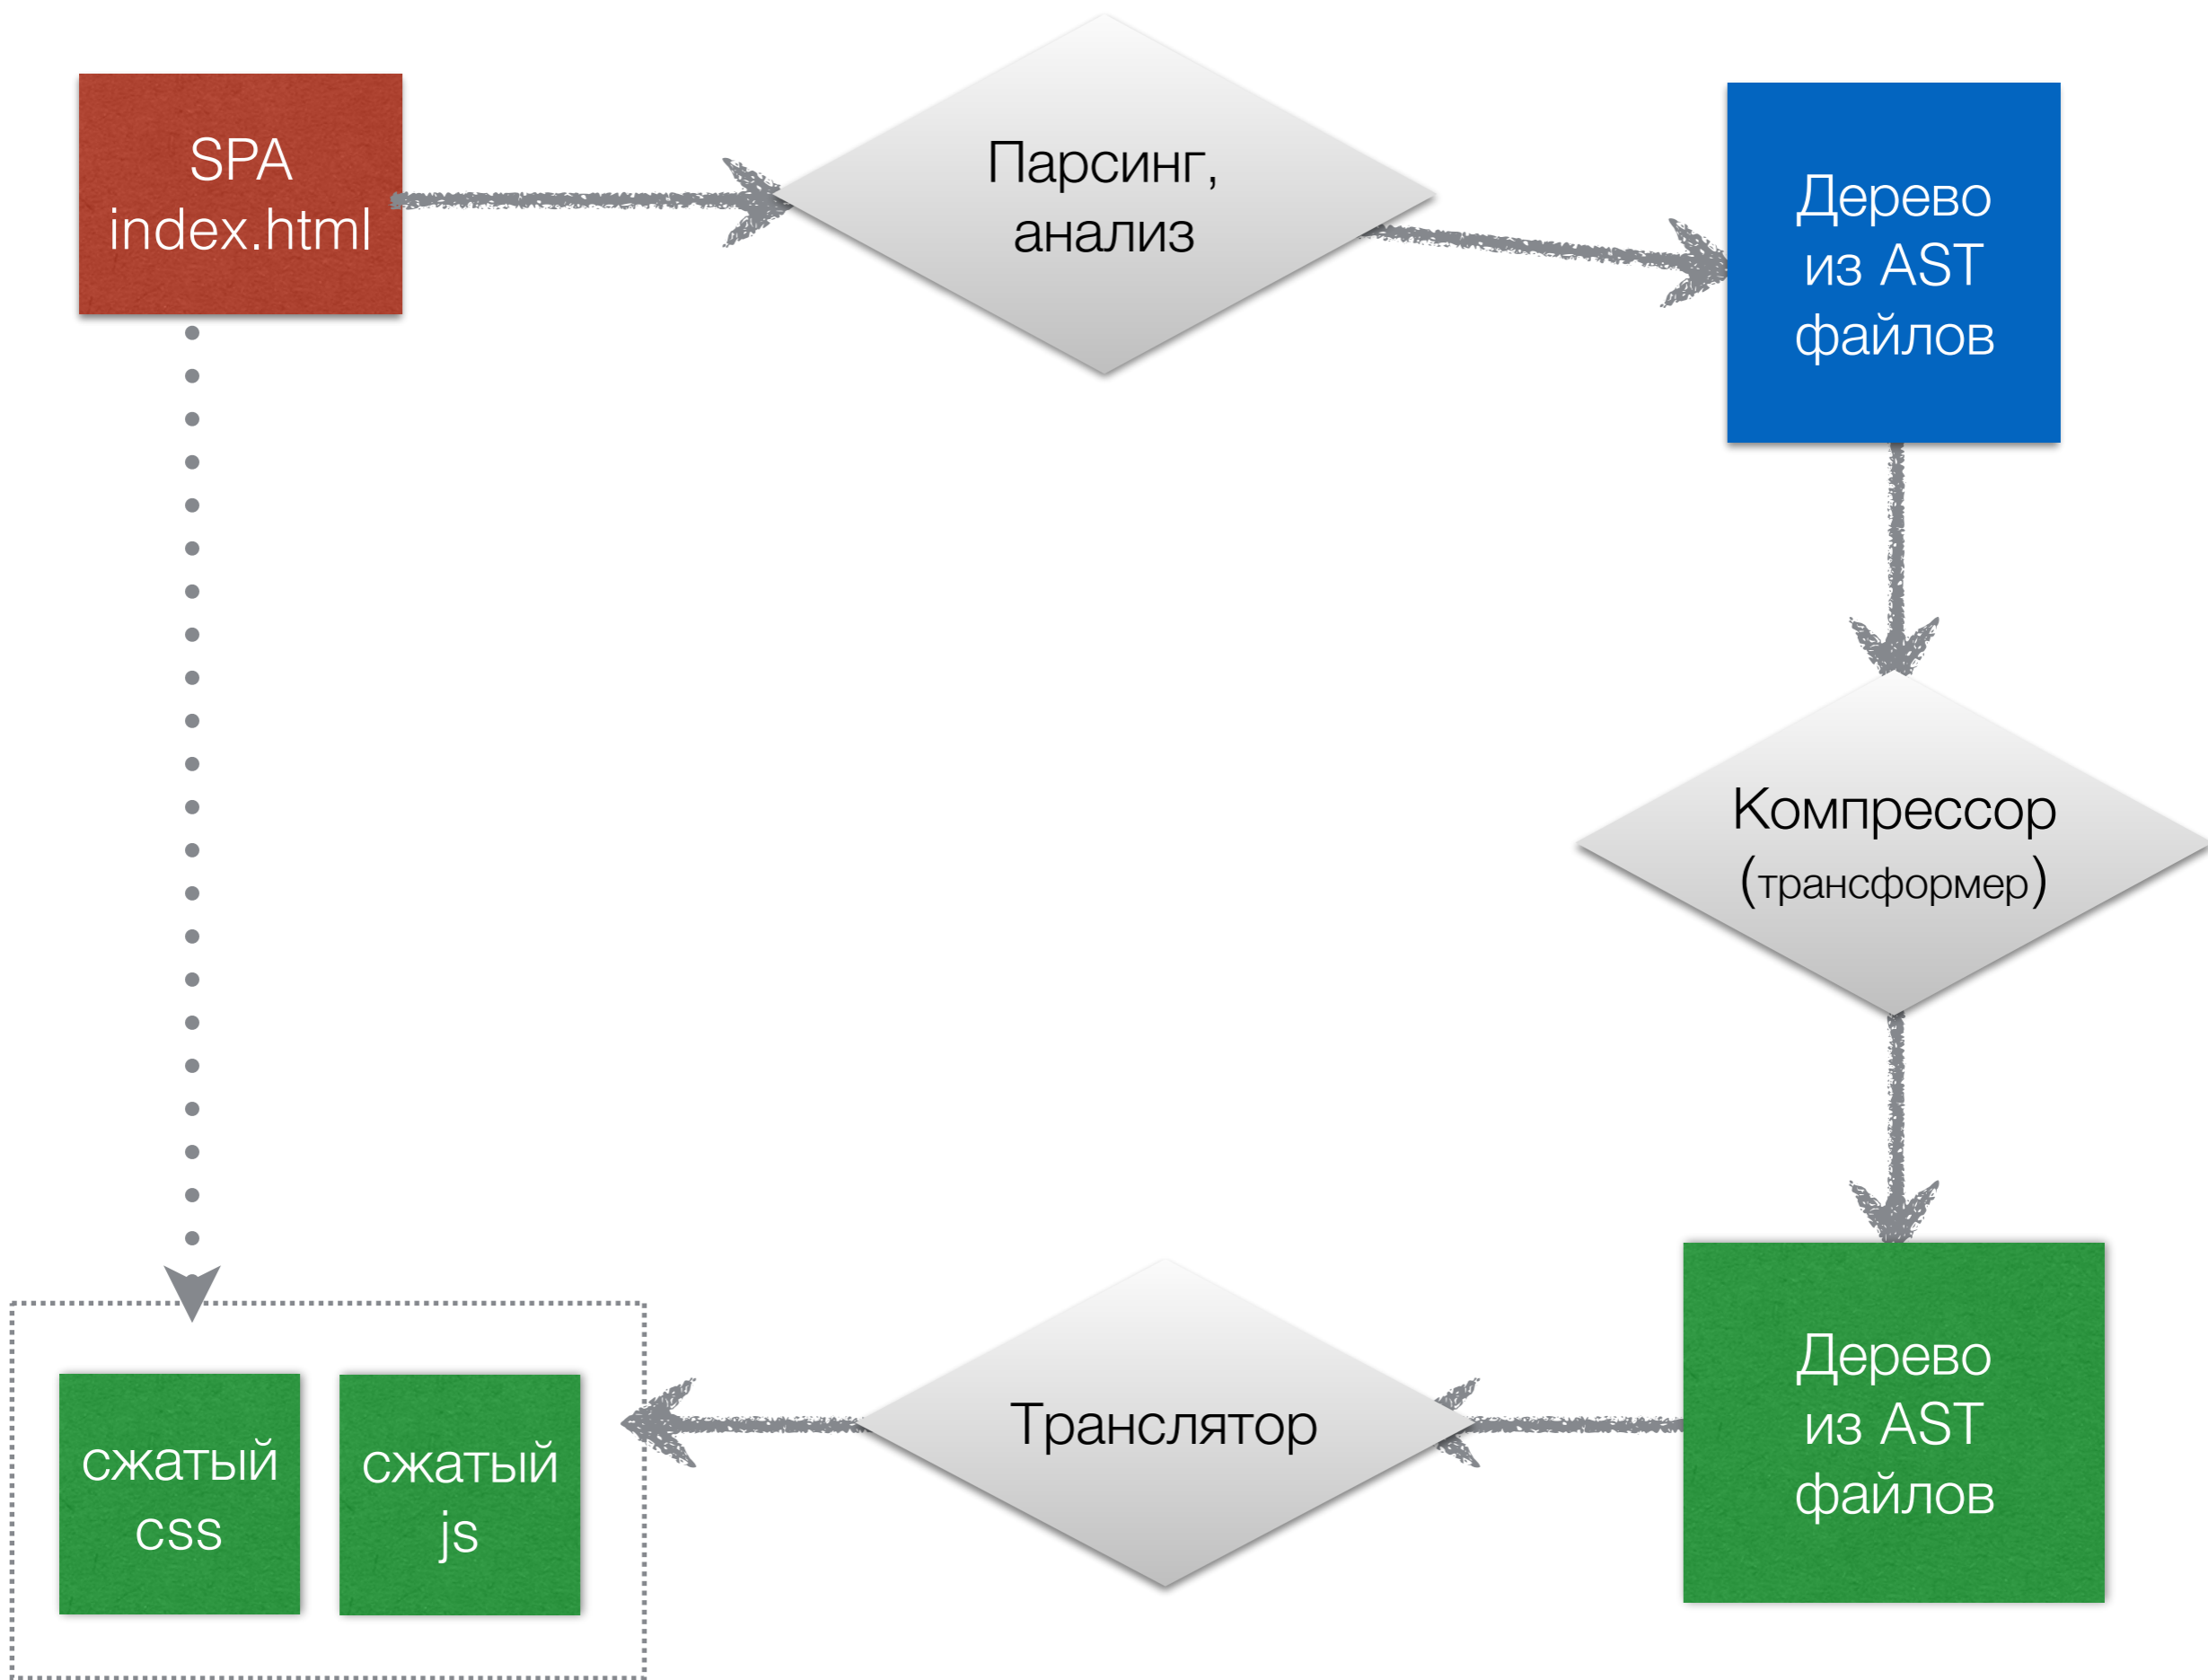 SPA
index.html
Парсинг,
анализ
Дерево
из AST
файлов
Компрессор
(трансформер)
Дерево
из AST
файлов
Транслятор
сжатый
css
сжатый
js